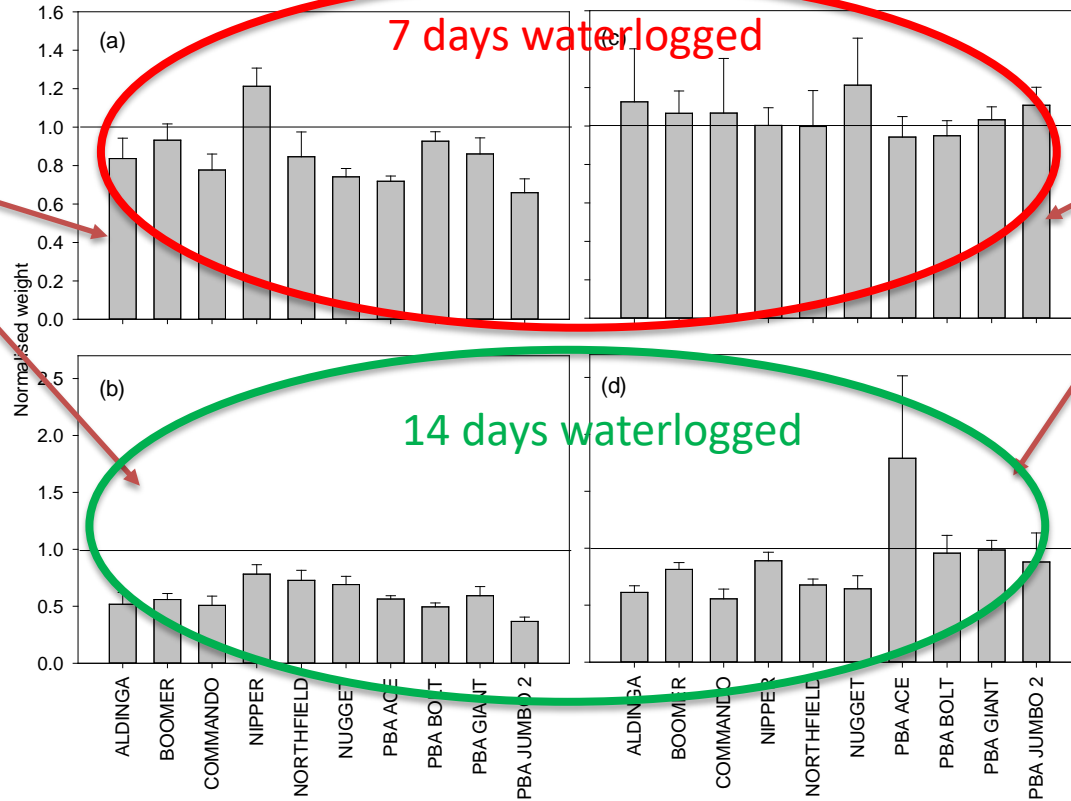 7 days waterlogged
(a)
(c)
1.6
1.4
1.2
1.0
0.8
0.6
0.4
0.2
0.0
Normalised weight
14 days waterlogged
(b)
(d)
2.5
2.0
1.5
1.0
0.5
0.0
ALDINGA
BOOMER
COMMANDO
NIPPER
NORTHFIELD
NUGGET
PBA ACE
PBA BOLT
PBA GIANT
PBA JUMBO 2
ALDINGA
BOOMER
COMMANDO
NIPPER
NORTHFIELD
NUGGET
PBA ACE
PBA BOLT
PBA GIANT
PBA JUMBO 2